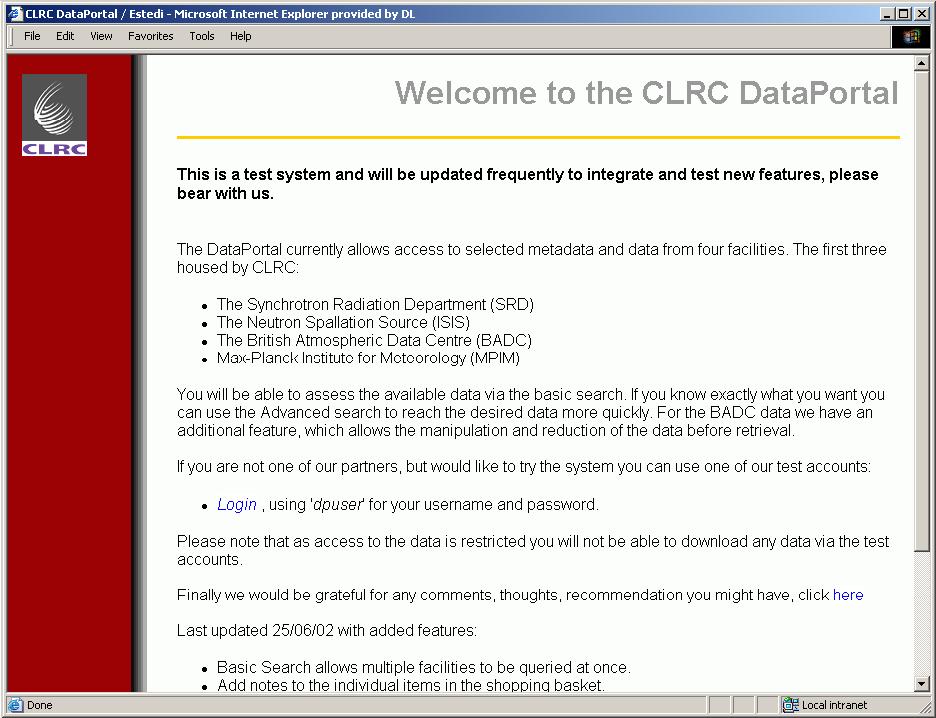 CLRC DataPortal / Estedi - Microsoft Internet Explorer provided by DL
File Edit View Favorites Tools Help
CLRC
Welcome to the CLRC DataPortal
This is a test system and will be updated frequently to integrate and test new features, please
bear with us.
The DataPortal currently allows access to selected metadata and data from four facilities. The first three
housed by CLRC:
• The Synchrotron Radiation Department (SRD)
• The Neutron Spallation Source (ISIS)
• The British Atmospheric Data Centre (BADC)
• Max-Planck Institute for Meteorology (MPIM)
You will be able to assess the available data via the basic search. If you know exactly what you want you
can use the Advanced search to reach the desired data more quickly. For the BADC data we have an
additional feature, which allows the manipulation and reduction of the data before retrieval.
If you are not one of our partners, but would like to try the system you can use one of our test accounts:
• Login , using 'dpuser' for your username and password.
Please note that as access to the data is restricted you will not be able to download any data via the test
accounts.
Finally we would be grateful for any comments, thoughts, recommendation you might have, click here
Last updated 25/06/02 with added features:
• Basic Search allows multiple facilities to be queried at once.
• Add notes to the individual items in the shopping basket.
Done
Local intranet